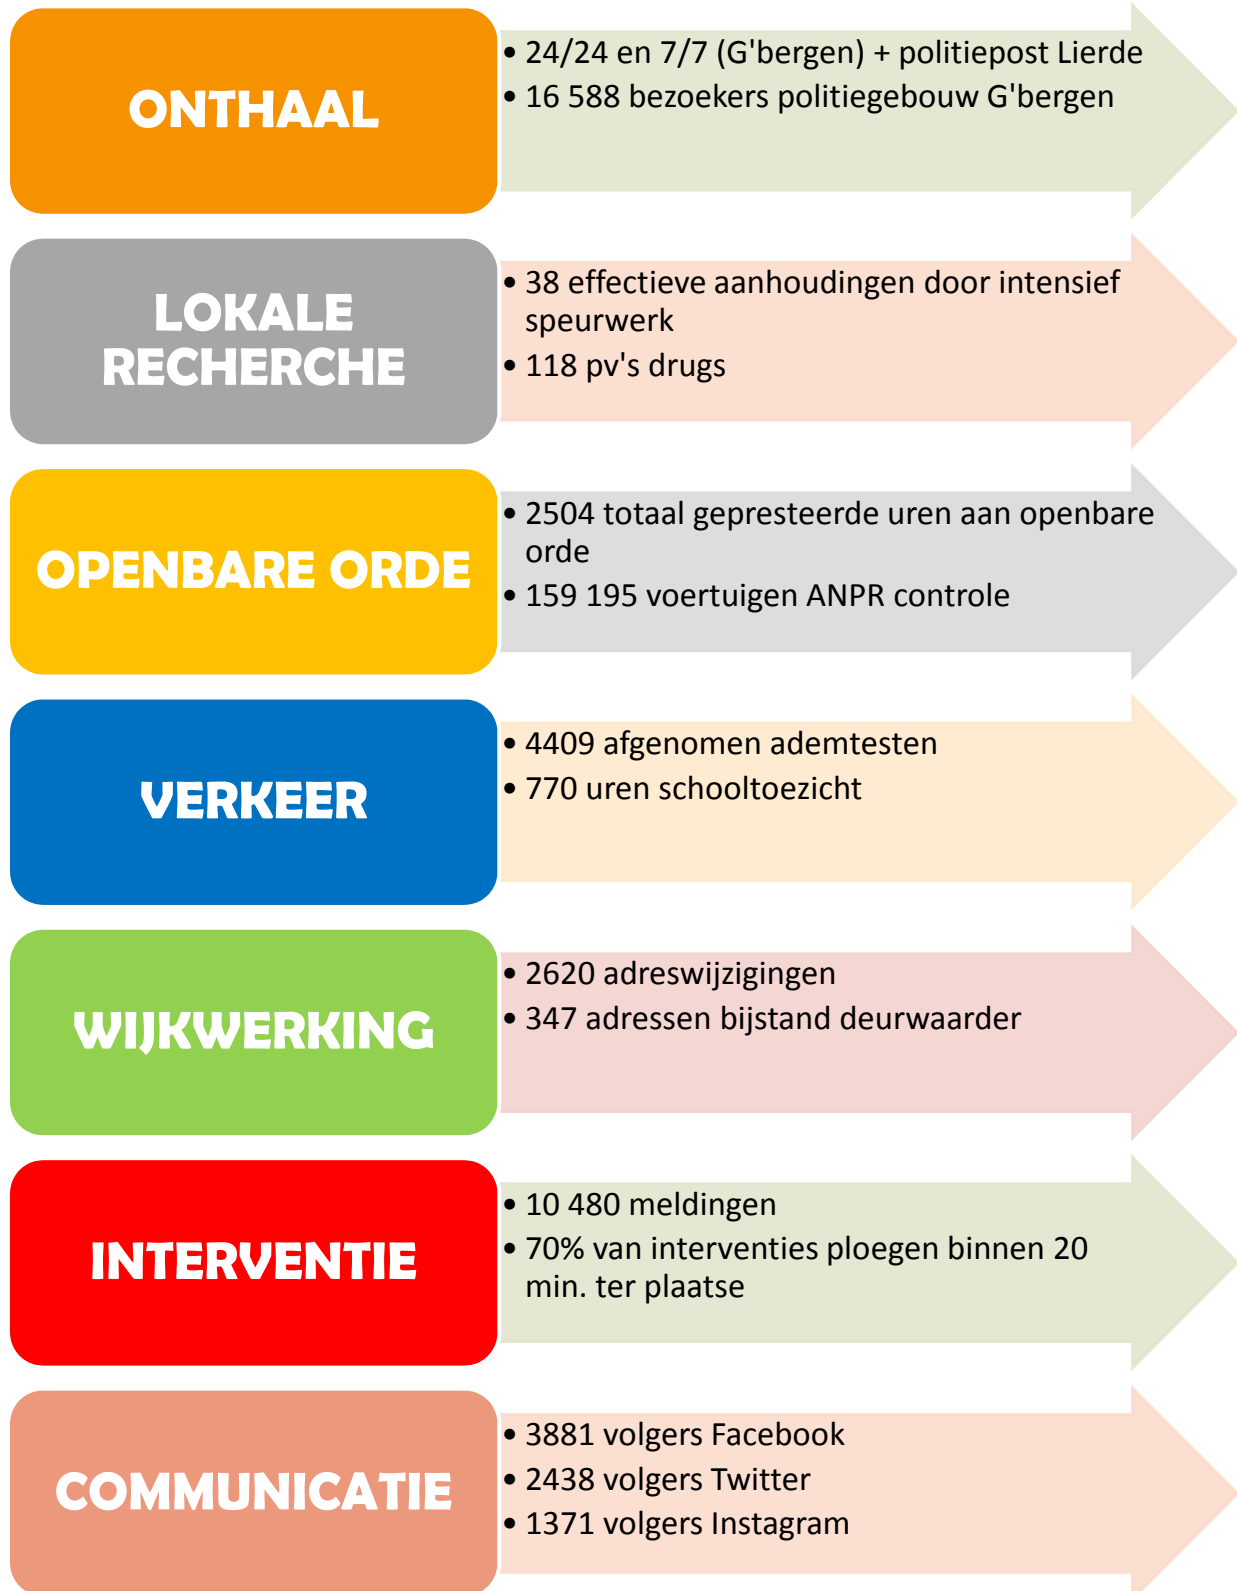 ONTHAAL
• 24/24 en 7/7 (G'bergen) + politiepost Lierde
• 16 588 bezoekers politiegebouw G'bergen
LOKALE
RECHERCHE
• 38 effectieve aanhoudingen door intensief
speurwerk
• 118 pv's drugs
OPENBARE ORDE
• 2504 totaal gepresteerde uren aan openbare
orde
• 159 195 voertuigen ANPR controle
VERKEER
• 4409 afgenomen ademtesten
• 770 uren schooltoezicht
WIJKWERKING
• 2620 adreswijzigingen
• 347 adressen bijstand deurwaarder
INTERVENTIE
• 10 480 meldingen
• 70% van interventies ploegen binnen 20
min. ter plaatse
COMMUNICATIE
• 3881 volgers Facebook
• 2438 volgers Twitter
• 1371 volgers Instagram